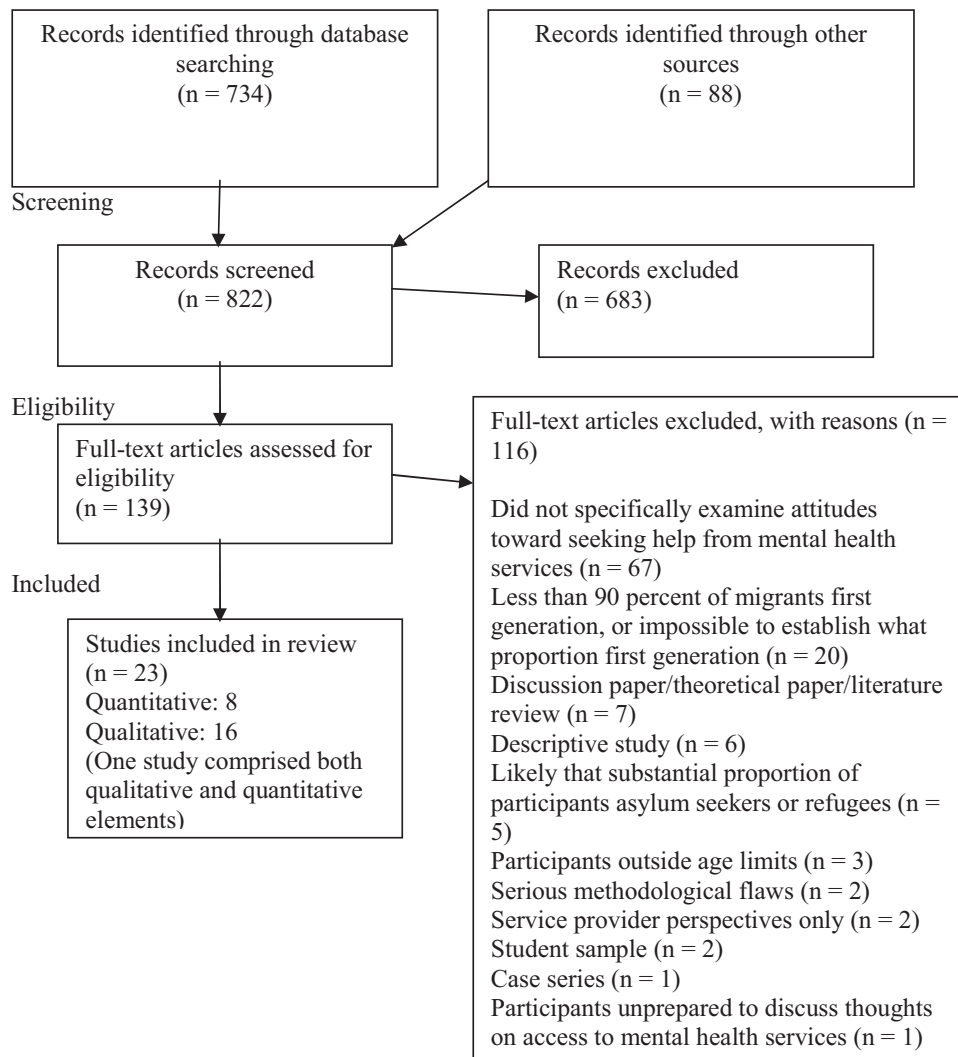 Records identified through database
searching
(n = 734)
Records identified through other
sources
(n = 88)
Screening
Records screened
(n = 822)
Records excluded
(n = 683)
Eligibility
Full-text articles assessed for
eligibility
(n = 139)
Full-text articles excluded, with reasons (n =
116)
Did not specifically examine attitudes
toward seeking help from mental health
services (n = 67)
Less than 90 percent of migrants first
generation, or impossible to establish what
proportion first generation (n = 20)
Discussion paper/theoretical paper/literature
review (n = 7)
Descriptive study (n = 6)
Likely that substantial proportion of
participants asylum seekers or refugees (n =
5)
Participants outside age limits (n = 3)
Serious methodological flaws (n = 2)
Service provider perspectives only (n = 2)
Student sample (n = 2)
Case series (n = 1)
Participants unprepared to discuss thoughts
on access to mental health services (n = 1)
Included
Studies included in review
(n = 23)
Quantitative: 8
Qualitative: 16
(One study comprised both
qualitative and quantitative
elements)